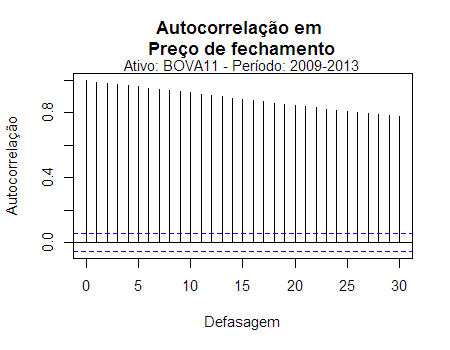 Autocorrelação em
Preço de fechamento
Ativo: BOVA11 - Período: 2009-2013
Autocorrelação
0.8
0.4
0.0
0 5 10 15 20 25 30
Defasagem